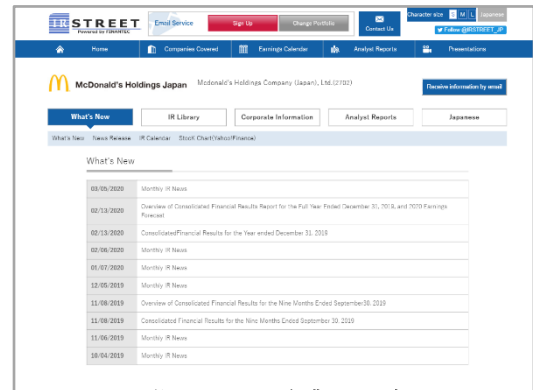 IR STREET
Powered by FINANTEC
Email Service
Sign Up
Change Portfolio
Contact Us
Character size S M L Japanese
Follow @IRSTREET_JP
Home
Companies Covered
Earnings Calendar
Analyst Reports
Presentations
McDonald's Holdings Japan
Mcdonald's Holdings Company (Japan), Ltd.(2702)
Receive information by email
What's New
IR Library
Corporate Information
Analyst Reports
Japanese
What's New News Release IR Calendar Stock Chart(Yahoo!Finance)
What's New
03/05/2020 Monthly IR News
02/13/2020 Overview of Consolidated Financial Results Report for the Full Year Ended December 31, 2019, and 2020 Earnings
Forecast
02/13/2020 ConsolidatedFinancial Results for the Year ended December 31. 2019
02/06/2020 Monthly IR News
01/07/2020 Monthly IR News
12/05/2019 Monthly IR News
11/08/2019 Overview of Consolidated Financial Results for the Nine Months Ended September30, 2019
11/08/2019 Consolidated Financial Results for the Nine Months Ended September 30, 2019
11/06/2019 Monthly IR News
10/04/2019 Monthly IR News